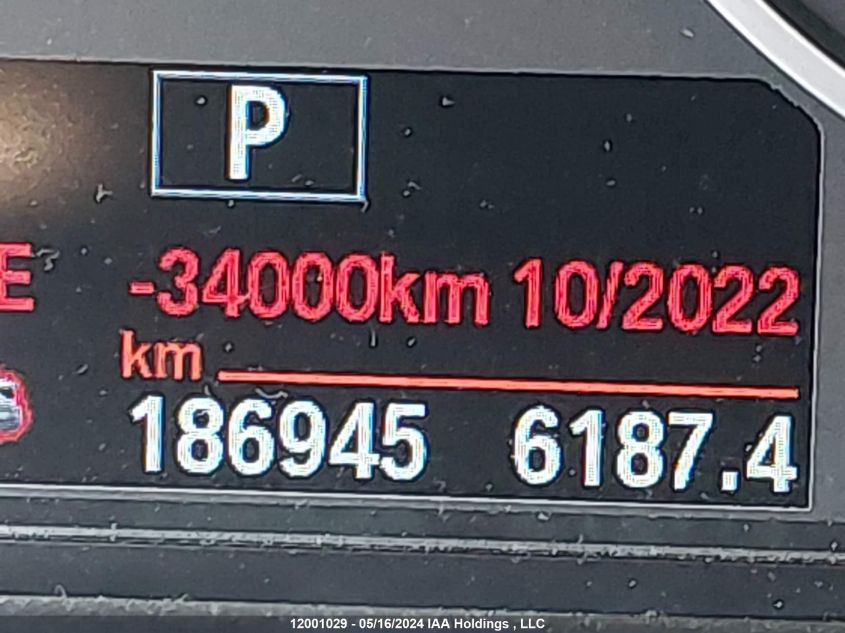 P
E -34000km 10/2022
km
186945 6187.4
12001029 - 05/16/2024 IAA Holdings , LLC